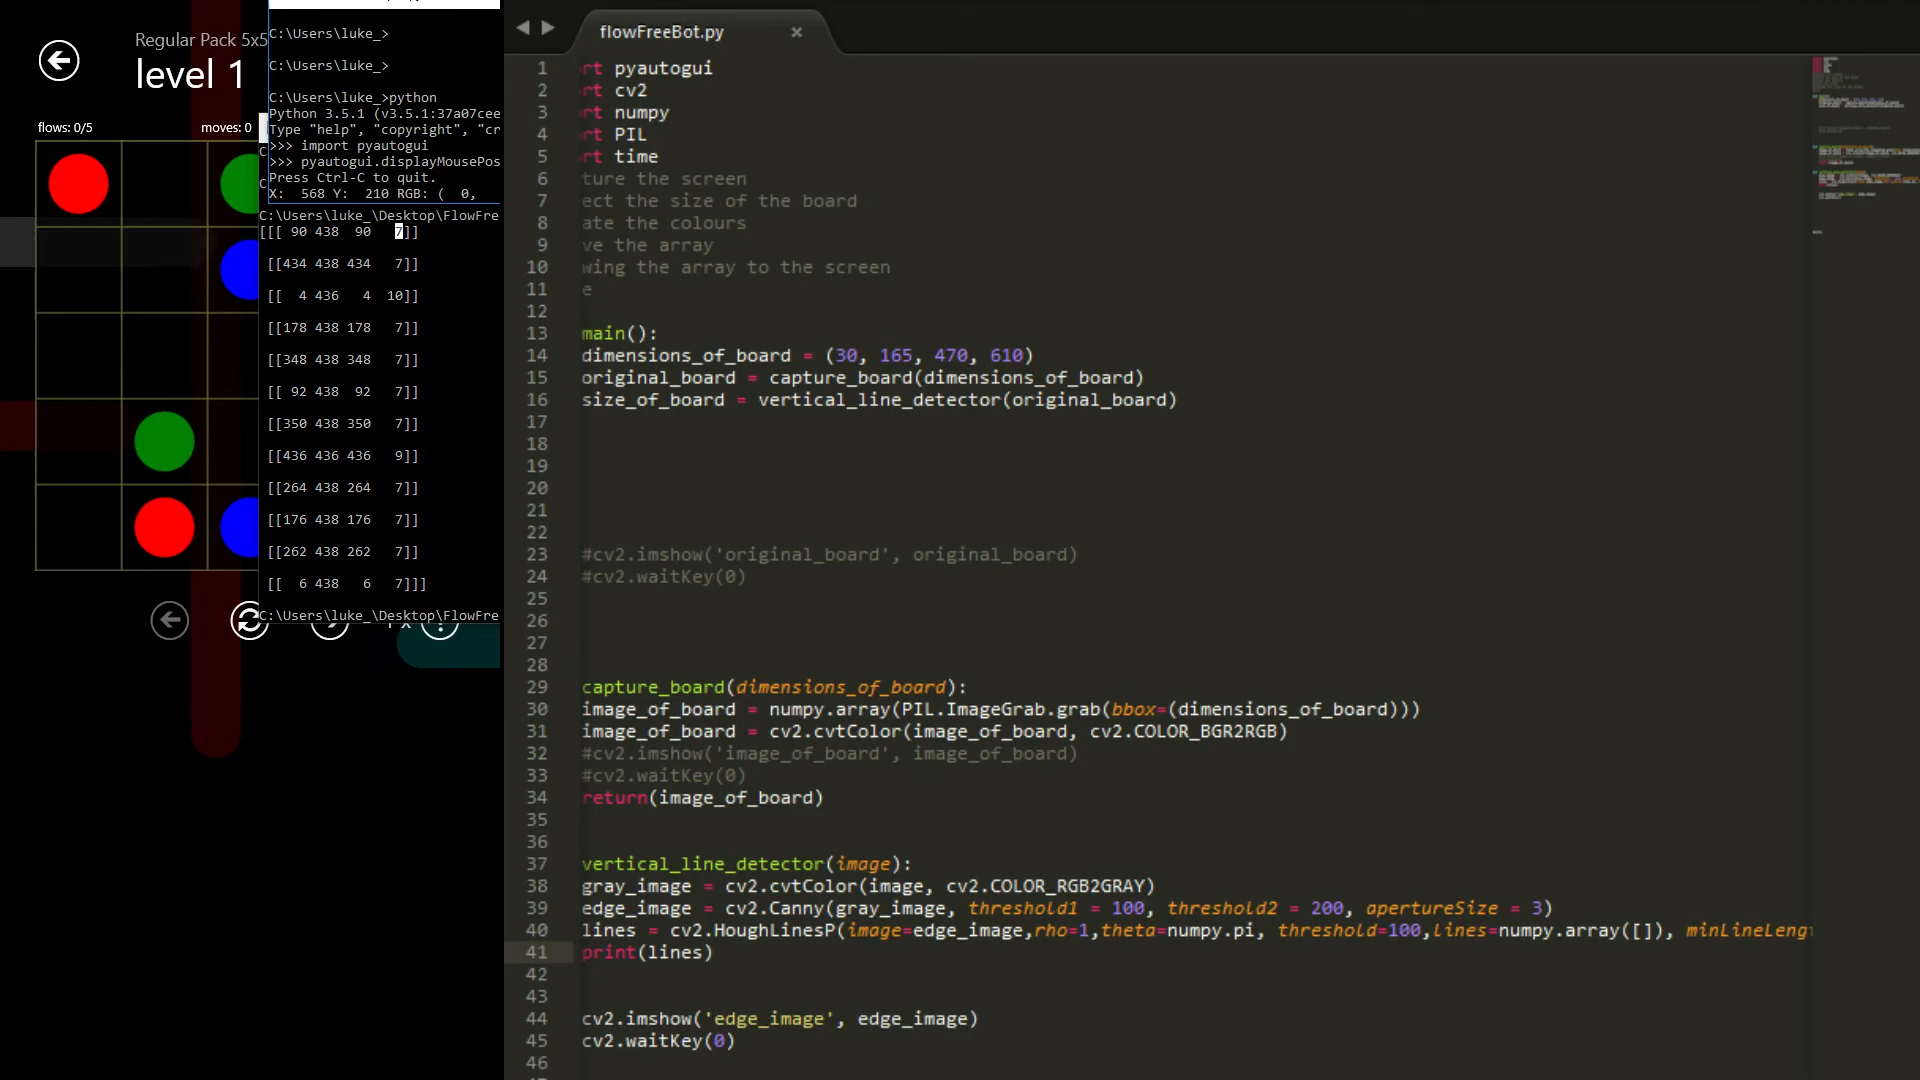 Regular Pack 5x5
level 1
flows: 0/5
moves: 0
C:\Users\luke_>
C:\Users\luke_>
C:\Users\luke_>python
Python 3.5.1 (v3.5.1:37a07cee
Type "help", "copyright", "cr
>>> import pyautogui
>>> pyautogui.displayMousePos
Press Ctrl-C to quit.
X:  568 Y:  210 RGB: (  0,
C
C
C:\Users\luke_\Desktop\FlowFre
[[[ 90 438  90   7]]
[[434 438 434   7]]
[[  4 436   4  10]]
[[178 438 178   7]]
[[348 438 348   7]]
[[ 92 438  92   7]]
[[350 438 350   7]]
[[436 436 436   9]]
[[264 438 264   7]]
[[176 438 176   7]]
[[262 438 262   7]]
[[  6 438   6   7]]]
C:\Users\luke_\Desktop\FlowFre
flowFreeBot.py
1 rt pyautogui
2 rt cv2
3 rt numpy
4 rt PIL
5 rt time
6 ture the screen
7 ect the size of the board
8 ate the colours
9 ve the array
10 wing the array to the screen
11 e
12
13 main():
14 dimensions_of_board = (30, 165, 470, 610)
15 original_board = capture_board(dimensions_of_board)
16 size_of_board = vertical_line_detector(original_board)
17
18
19
20
21
22
23 #cv2.imshow('original_board', original_board)
24 #cv2.waitKey(0)
25
26
27
28
29 capture_board(dimensions_of_board):
30 image_of_board = numpy.array(PIL.ImageGrab.grab(bbox=(dimensions_of_board)))
31 image_of_board = cv2.cvtColor(image_of_board, cv2.COLOR_BGR2RGB)
32 #cv2.imshow('image_of_board', image_of_board)
33 #cv2.waitKey(0)
34 return(image_of_board)
35
36
37 vertical_line_detector(image):
38 gray_image = cv2.cvtColor(image, cv2.COLOR_RGB2GRAY)
39 edge_image = cv2.Canny(gray_image, threshold1 = 100, threshold2 = 200, apertureSize = 3)
40 lines = cv2.HoughLinesP(image=edge_image,rho=1,theta=numpy.pi, threshold=100,lines=numpy.array([]), minLineLeng
41 print(lines)
42
43
44 cv2.imshow('edge_image', edge_image)
45 cv2.waitKey(0)
46